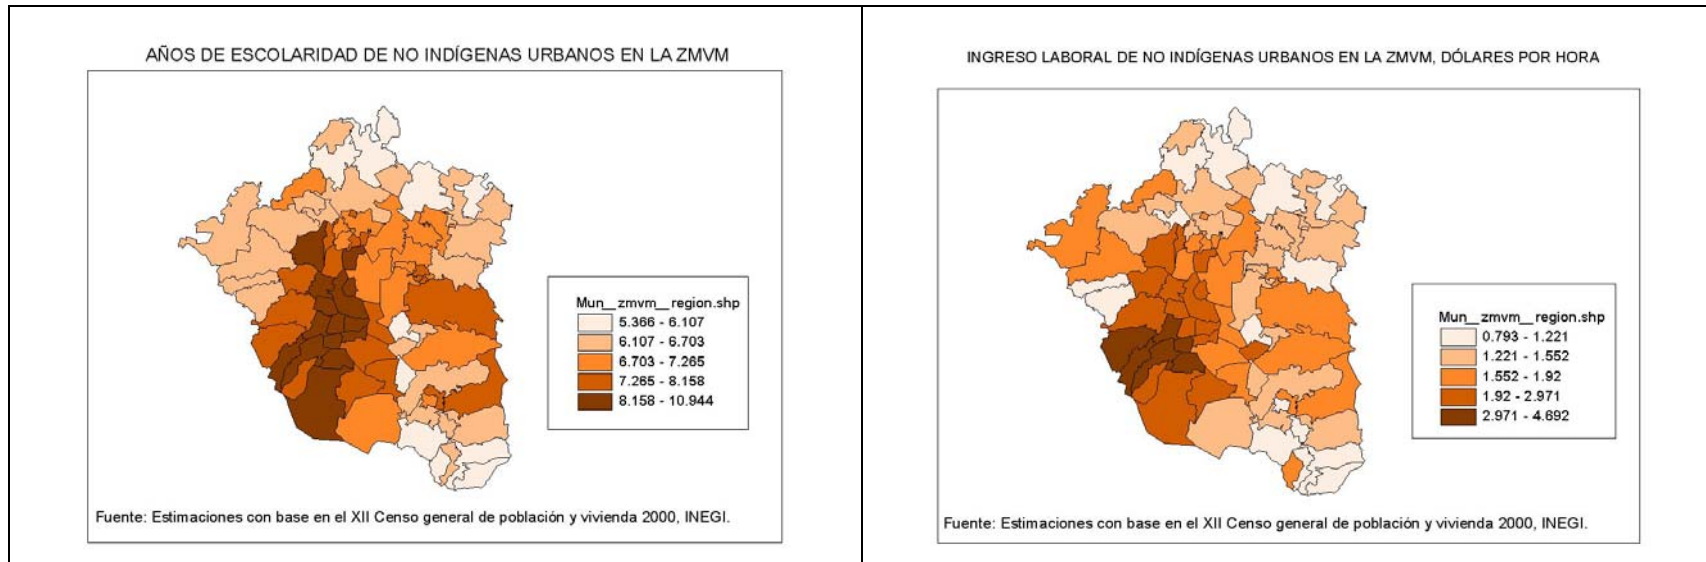 AÑOS DE ESCOLARIDAD DE NO INDÍGENAS URBANOS EN LA ZMVM
Mun__zmvm__region.shp
5.366 - 6.107
6.107 - 6.703
6.703 - 7.265
7.265 - 8.158
8.158 - 10.944
Fuente: Estimaciones con base en el XII Censo general de población y vivienda 2000, INEGI.
INGRESO LABORAL DE NO INDÍGENAS URBANOS EN LA ZMVM, DÓLARES POR HORA
Mun__zmvm__region.shp
0.793 - 1.221
1.221 - 1.552
1.552 - 1.92
1.92 - 2.971
2.971 - 4.692
Fuente: Estimaciones con base en el XII Censo general de población y vivienda 2000, INEGI.